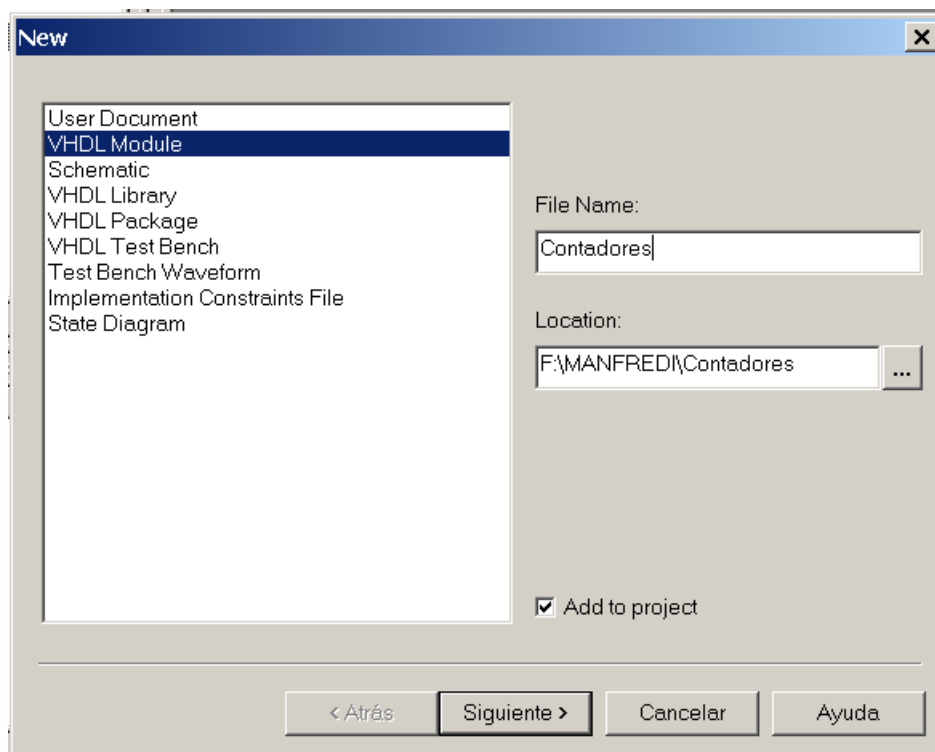 New
User Document
VHDL Module
Schematic
VHDL Library
VHDL Package
VHDL Test Bench
Test Bench Waveform
Implementation Constraints File
State Diagram
File Name:
Contadores
Location:
F:\MANFREDI\Contadores
...
Add to project
< Atrás
Siguiente >
Cancelar
Ayuda